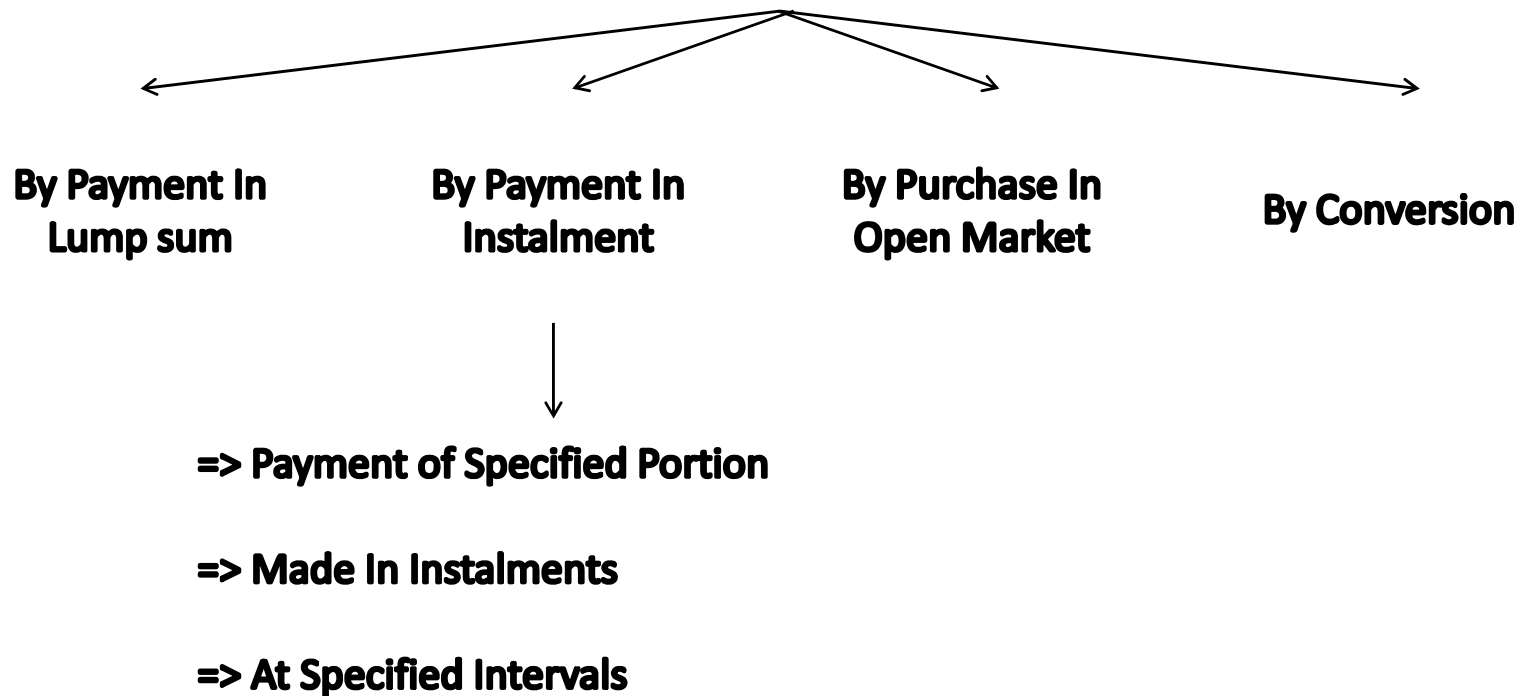 By Payment In
Lump sum
By Payment In
Instalment
By Purchase In
Open Market
By Conversion
=> Payment of Specified Portion
=> Made In Instalments
=> At Specified Intervals